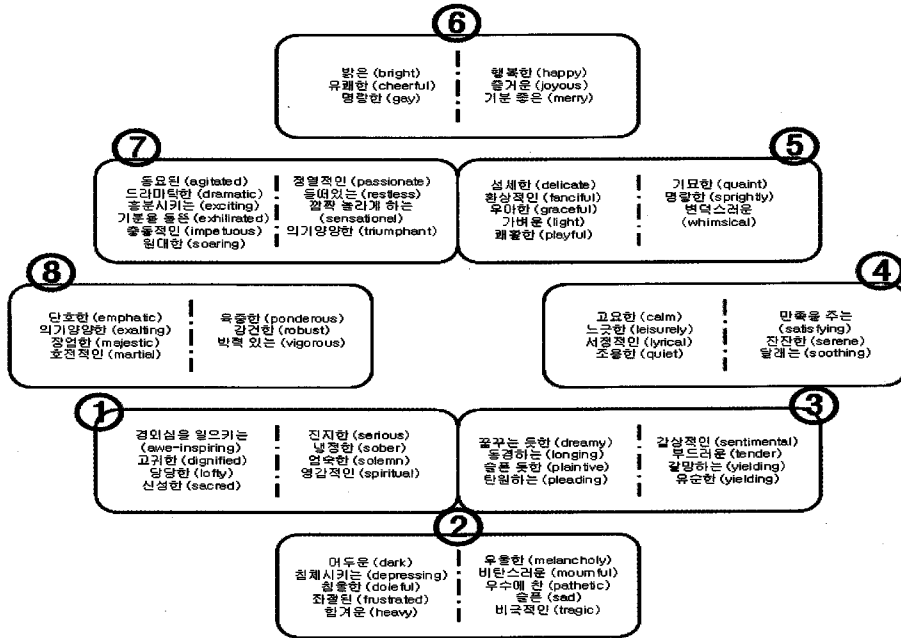 6
밝은 (bright)
유쾌한 (cheerful)
명랑한 (gay)
행복한 (happy)
즐거운 (joyous)
기분 좋은 (merry)
7
동요된 (agitated)
드라마틱한 (dramatic)
흥분시키는 (exciting)
기분을 돋운 (exhilirated)
충동적인 (impetuous)
원대한 (soaring)
정열적인 (passionate)
들떠있는 (restless)
깜짝 놀라게 하는
(sensational)
의기양양한 (triumphant)
5
섬세한 (delicate)
환상적인 (fanciful)
우아한 (graceful)
가벼운 (light)
쾌활한 (playful)
기묘한 (quaint)
명랑한 (sprightly)
변덕스러운
(whimsical)
8
단호한 (emphatic)
의기양양한 (exalting)
장엄한 (majestic)
호전적인 (martial)
육중한 (ponderous)
강건한 (robust)
박력 있는 (vigorous)
4
고요한 (calm)
느긋한 (leisurely)
서정적인 (lyrical)
조용한 (quiet)
만족을 주는
(satisfying)
잔잔한 (serene)
달래는 (soothing)
1
경외심을 일으키는
(awe-inspiring)
고귀한 (dignified)
당당한 (lofty)
신성한 (sacred)
진지한 (serious)
냉정한 (sober)
엄숙한 (solemn)
영감적인 (spiritual)
3
꿈꾸는 듯한 (dreamy)
동경하는 (longing)
슬픈 듯한 (plaintive)
탄원하는 (pleading)
감상적인 (sentimental)
부드러운 (tender)
갈망하는 (yielding)
유순한 (yielding)
2
어두운 (dark)
침체시키는 (depressing)
침울한 (doleful)
좌절된 (frustrated)
힘겨운 (heavy)
우울한 (melancholy)
비탄스러운 (mournful)
우수에 찬 (pathetic)
슬픈 (sad)
비극적인 (tragic)